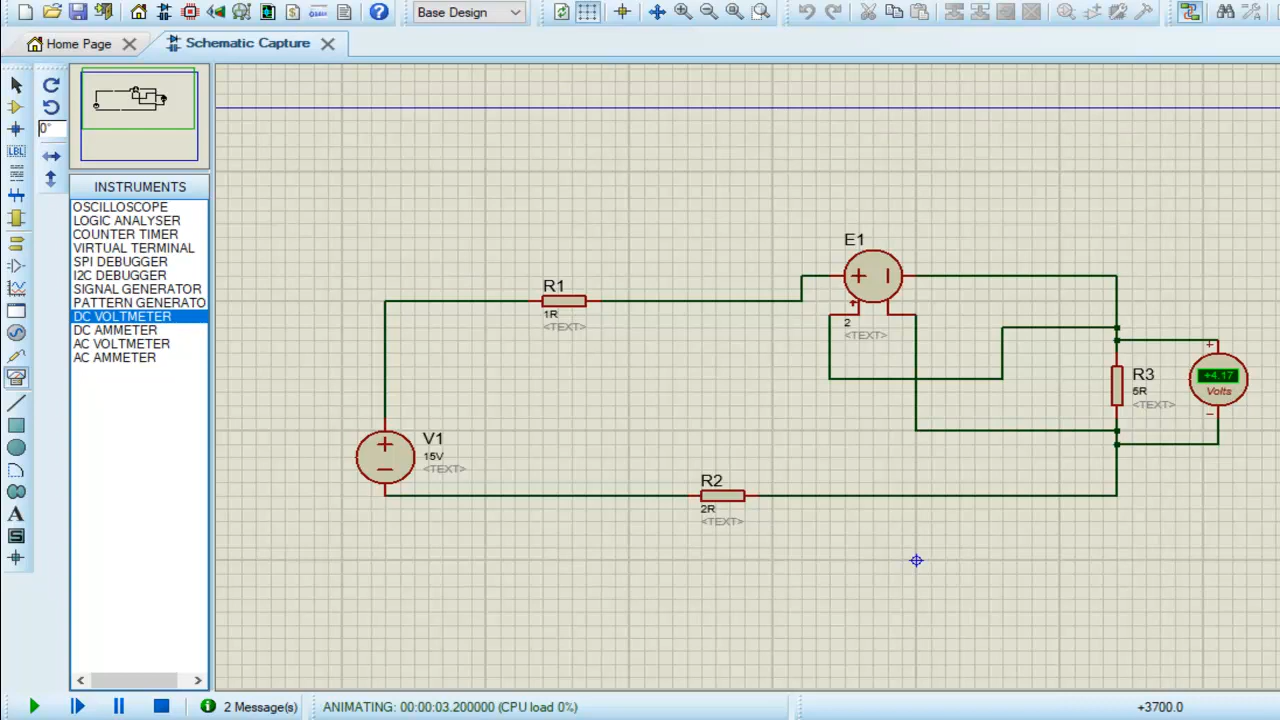 Base Design
Home Page
Schematic Capture
0°
LBL
INSTRUMENTS
OSCILLOSCOPE
LOGIC ANALYSER
COUNTER TIMER
VIRTUAL TERMINAL
SPI DEBUGGER
I2C DEBUGGER
SIGNAL GENERATOR
PATTERN GENERATO
DC VOLTMETER
DC AMMETER
AC VOLTMETER
AC AMMETER
A
S
E1
2
<TEXT>
R1
1R
<TEXT>
R3
5R
<TEXT>
+4.17
Volts
V1
15V
<TEXT>
R2
2R
<TEXT>
2 Message(s)
ANIMATING: 00:00:03.200000 (CPU load 0%)
+3700.0